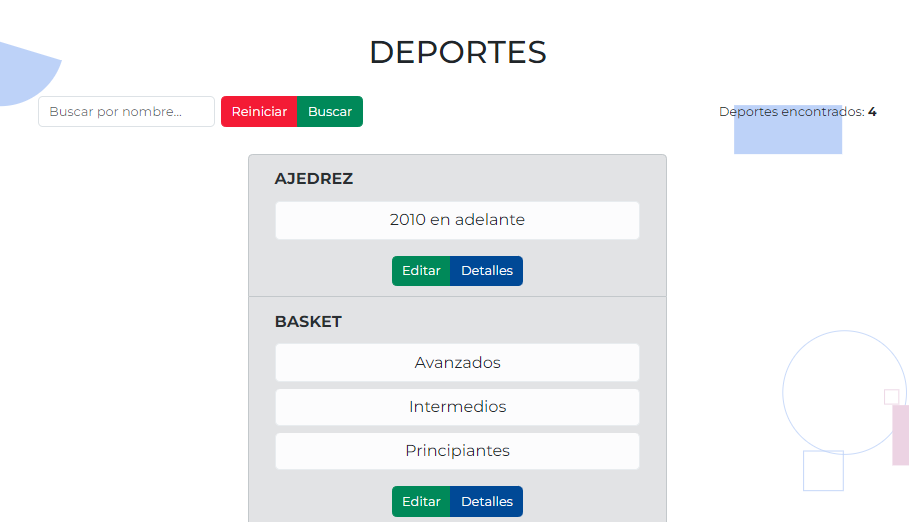 DEPORTES
Buscar por nombre... Reiniciar Buscar Deportes encontrados: 4
AJEDREZ
2010 en adelante
Editar Detalles
BASKET
Avanzados
Intermedios
Principiantes
Editar Detalles